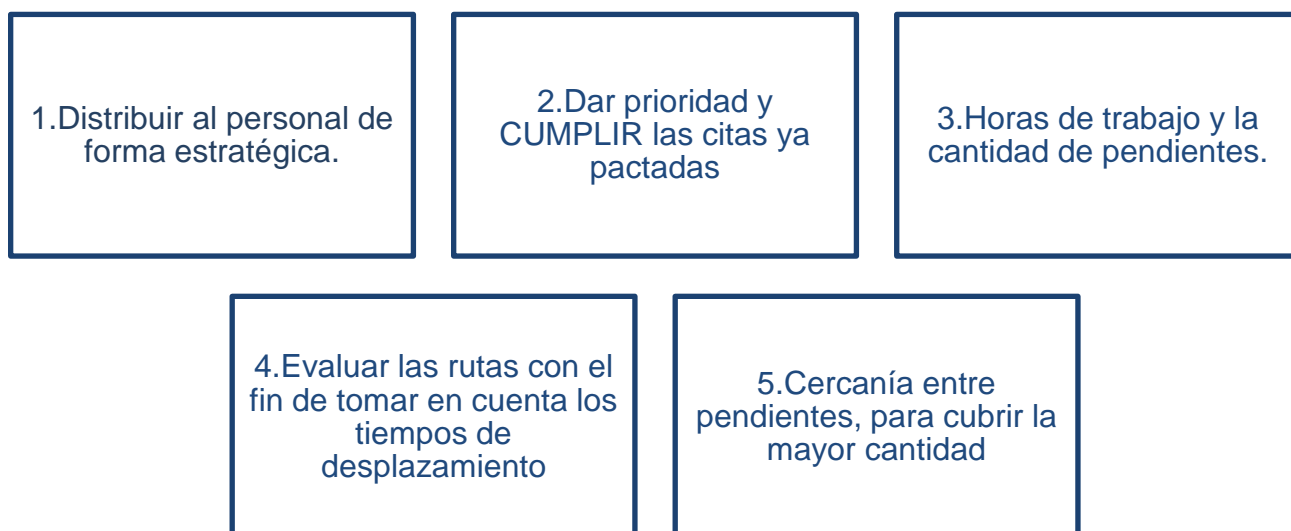 1.Distribuir al personal de
forma estratégica.
2.Dar prioridad y
CUMPLIR las citas ya
pactadas
3.Horas de trabajo y la
cantidad de pendientes.
4.Evaluar las rutas con el
fin de tomar en cuenta los
tiempos de
desplazamiento
5.Cercanía entre
pendientes, para cubrir la
mayor cantidad